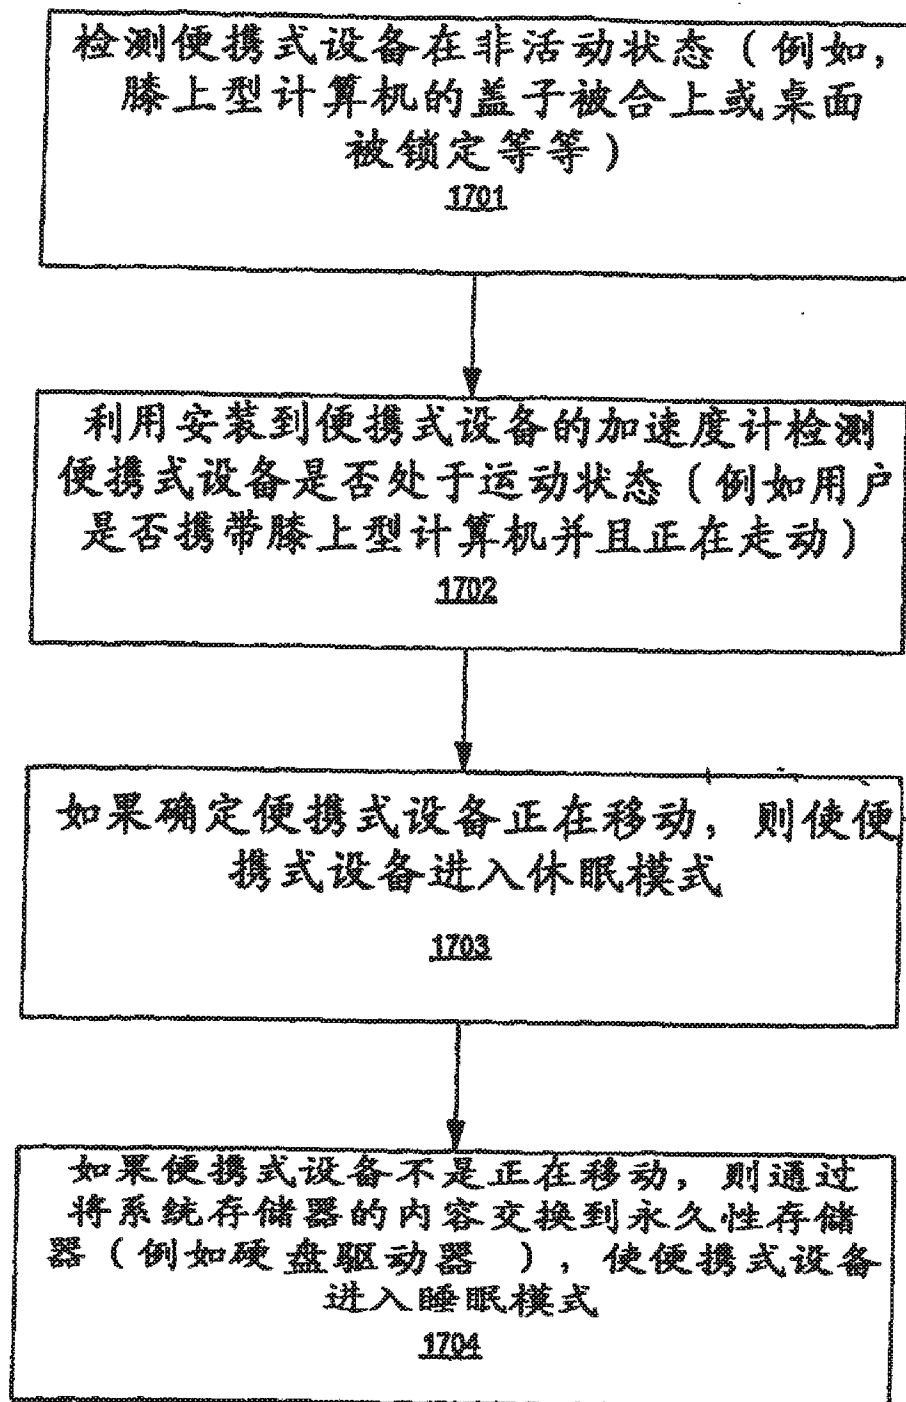 检测便携式设备在非活动状态（例如，
膝上型计算机的盖子被合上或桌面
被锁定等等）
1701
利用安装到便携式设备的加速度计检测
便携式设备是否处于运动状态（例如用户
是否携带膝上型计算机并且正在走动）
1702
如果确定便携式设备正在移动，则使便
携式设备进入休眠模式
1703
如果便携式设备不是正在移动，则通过
将系统存储器的内容交换到永久性存储
器（例如硬盘驱动器 ），使便携式设备
进入睡眠模式
1704